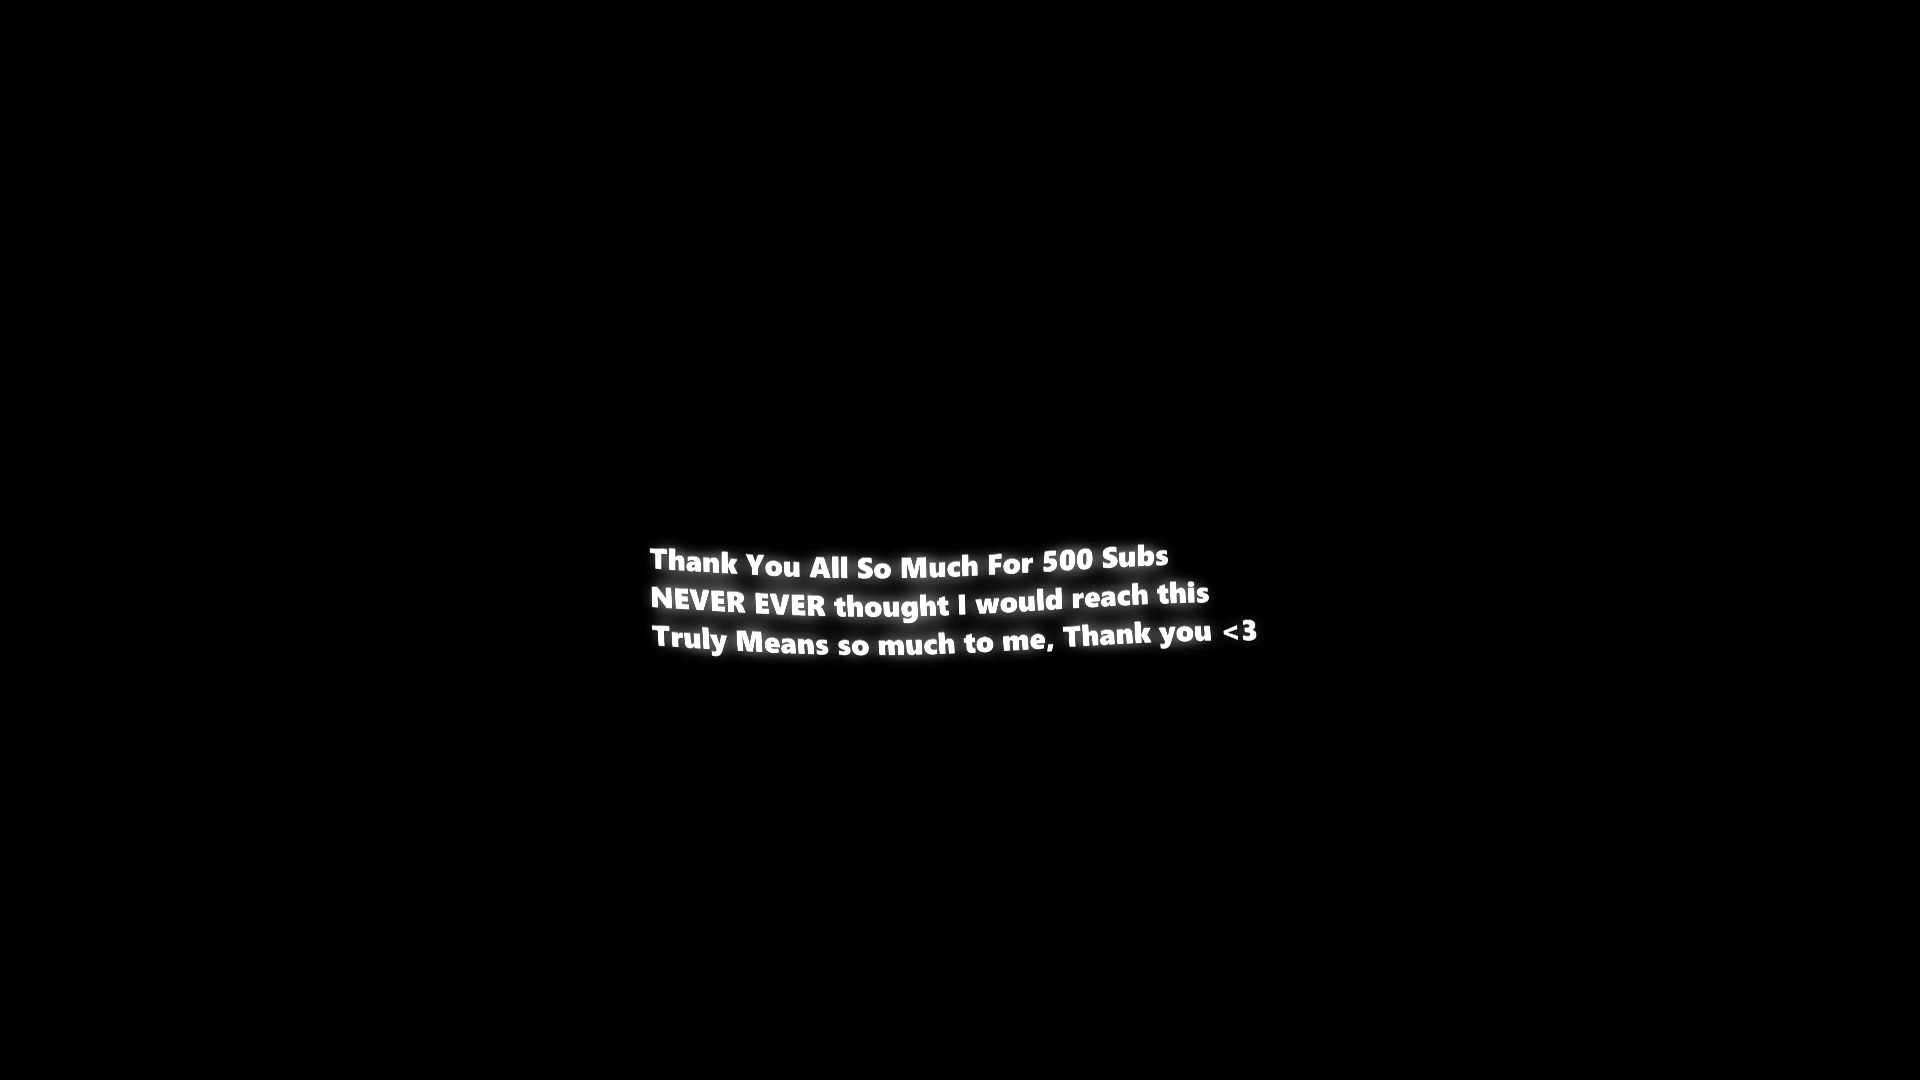 Thank You All So Much For 500 Subs
NEVER EVER thought I would reach this
Truly Means so much to me, Thank you <3